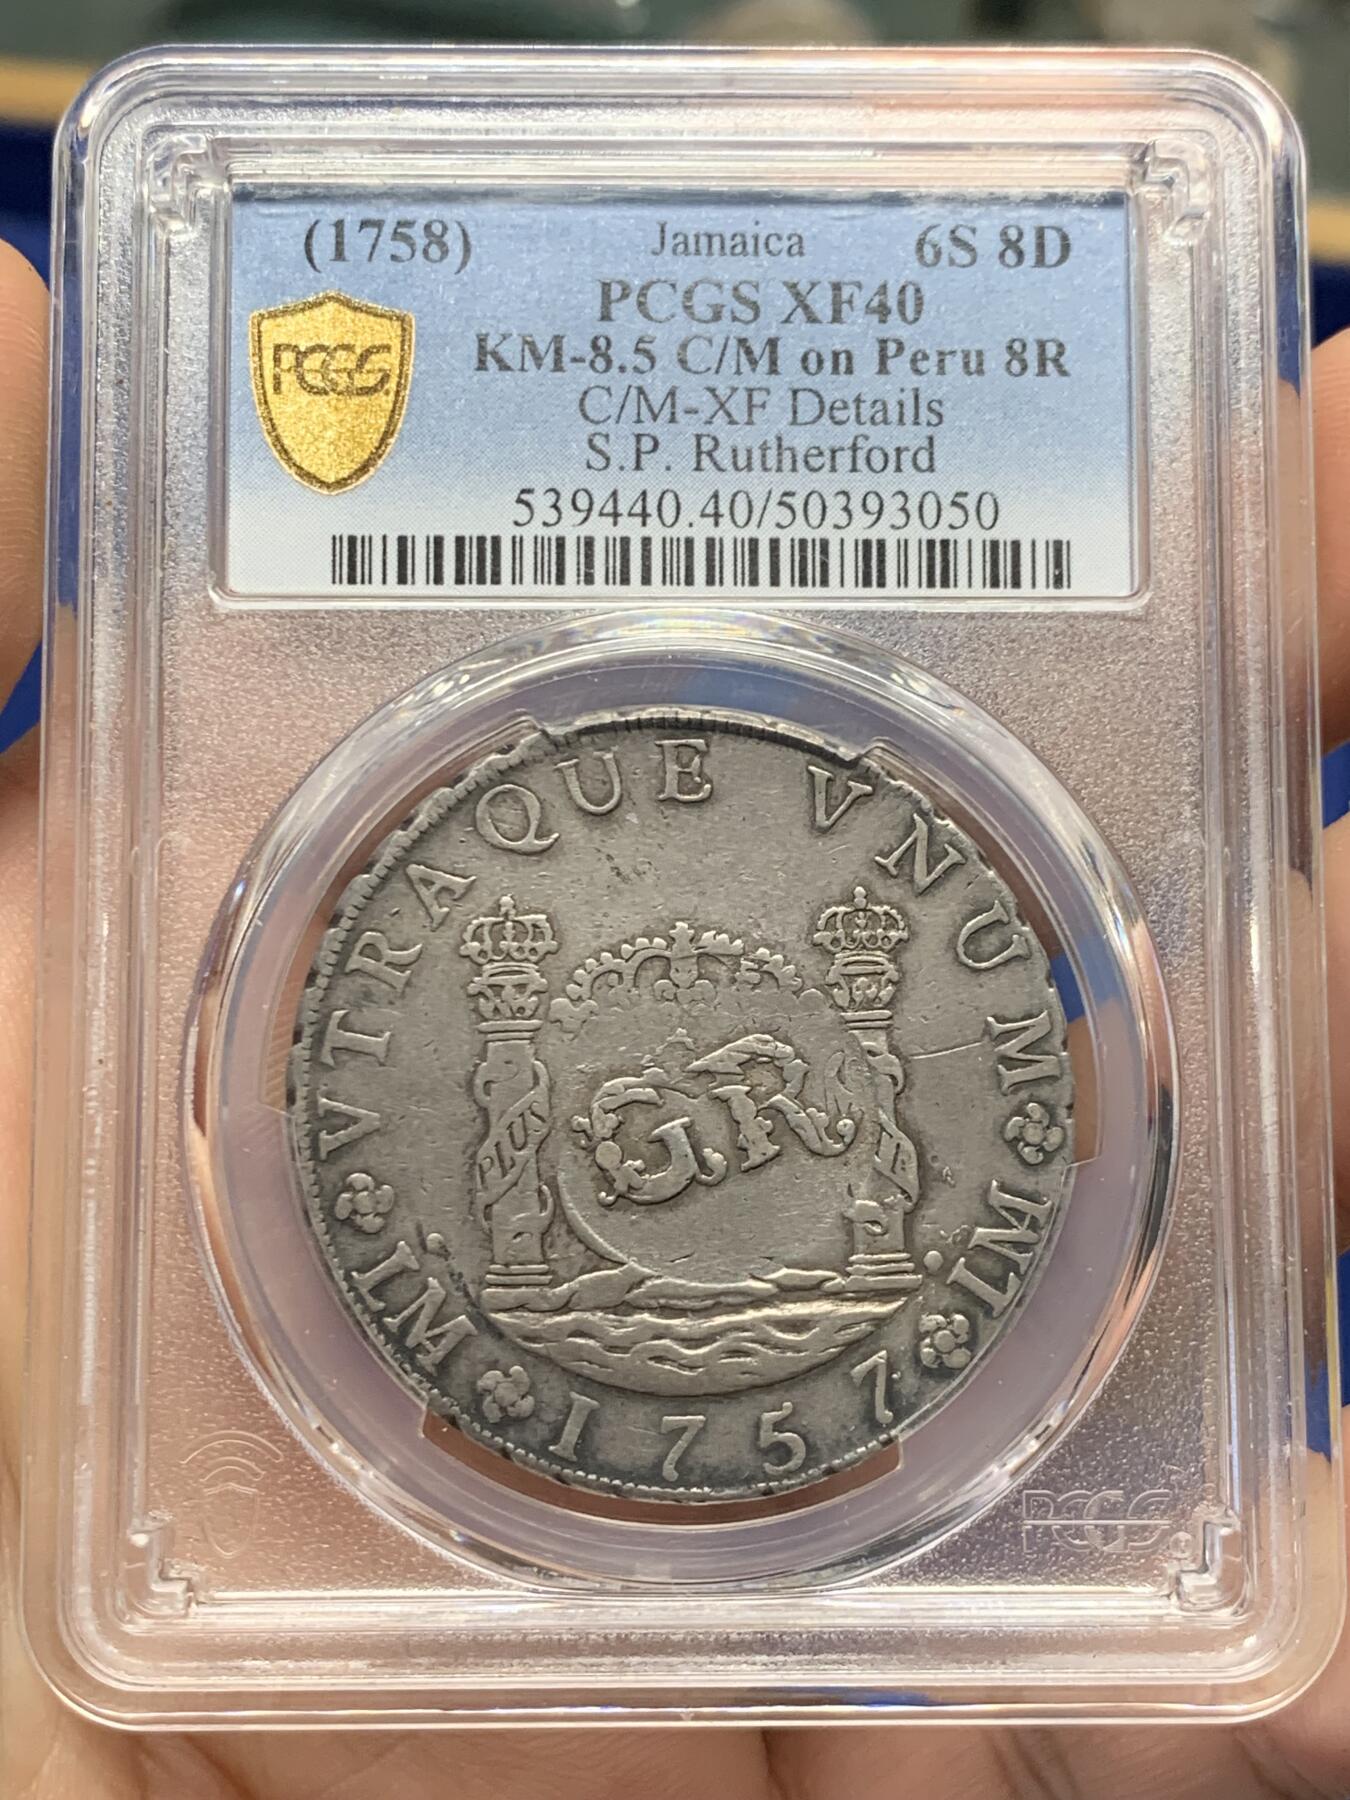 (1758) Jamaica 6S 8D
PCGS XF40
KM-8.5 C/M on Peru 8R
C/M-XF Details
S.P. Rutherford
539440.40/50393050
PCGS
VTRAQUE VNUM
PLUS
GR
LM 1757 LM
PCGS